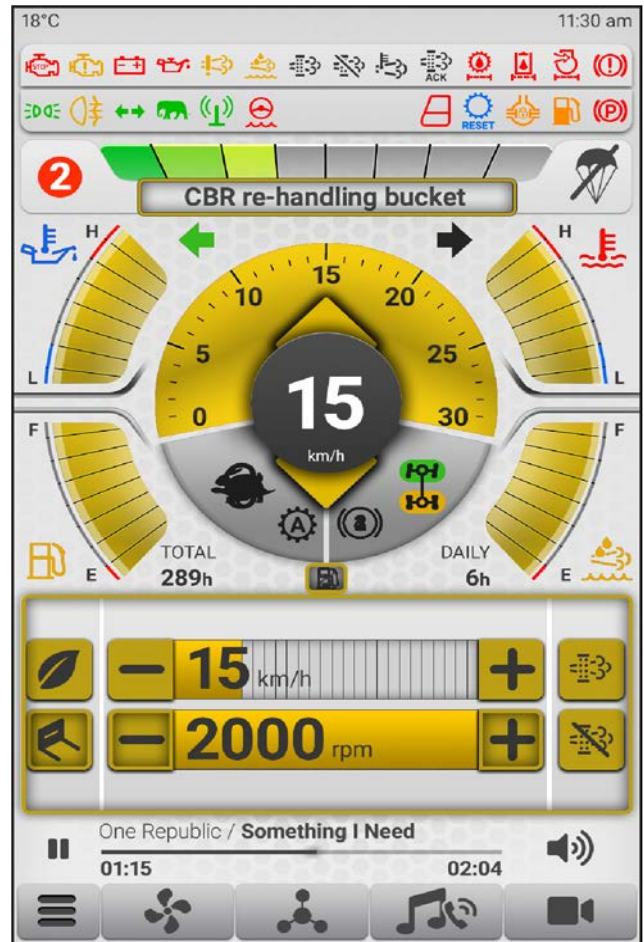 18°C 11:30 am
STOP
ACK
RESET
(P)
2
CBR re-handling bucket
H H
15
10 20
5 25
0 30
L L
15
km/h
F F
A 2
TOTAL DAILY
289h 6h
E E
15 km/h
2000 rpm
One Republic / Something I Need
01:15 02:04